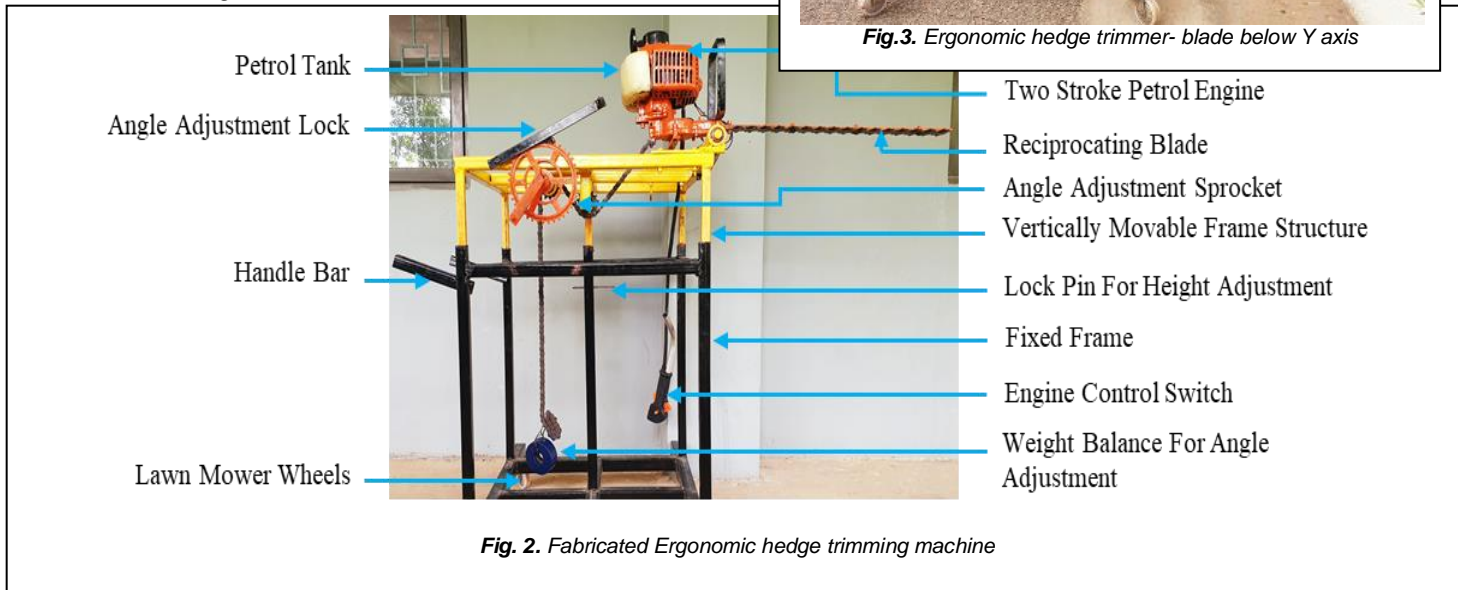 Fig.3. Ergonomic hedge trimmer- blade below Y axis
Petrol Tank
Angle Adjustment Lock
Handle Bar
Lawn Mower Wheels
Two Stroke Petrol Engine
Reciprocating Blade
Angle Adjustment Sprocket
Vertically Movable Frame Structure
Lock Pin For Height Adjustment
Fixed Frame
Engine Control Switch
Weight Balance For Angle
Adjustment
Fig. 2. Fabricated Ergonomic hedge trimming machine